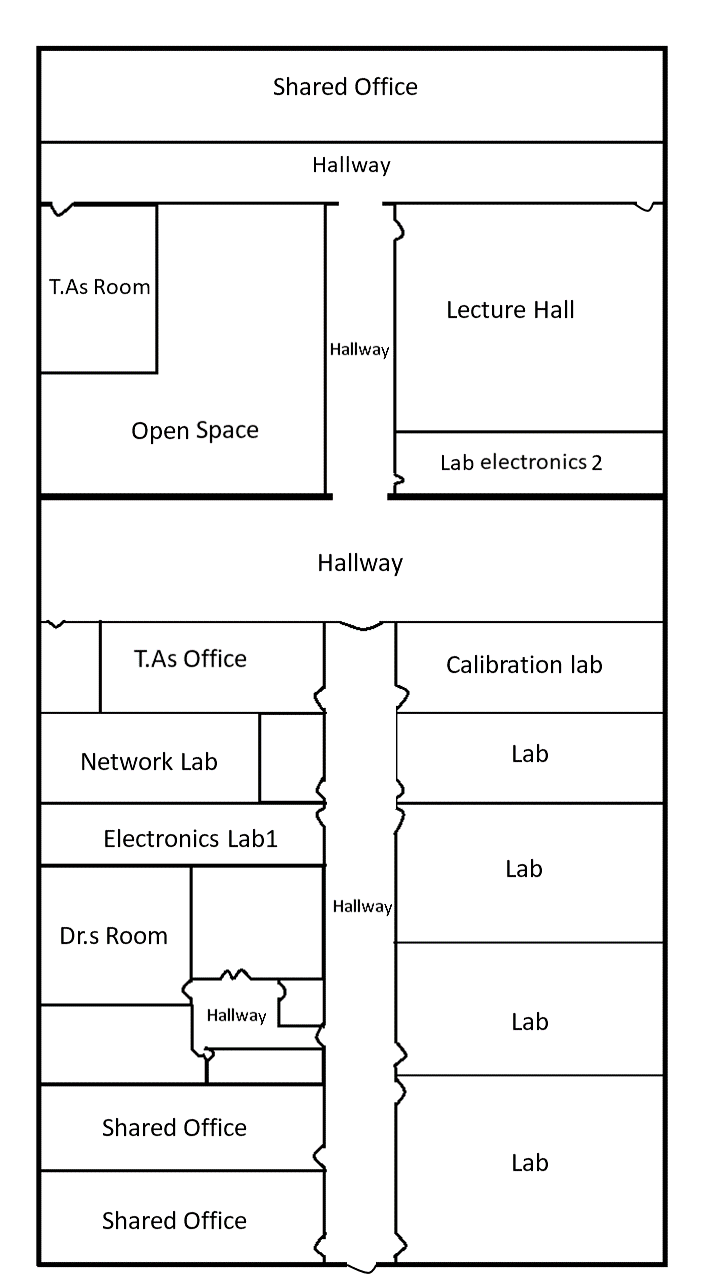 Shared Office
Hallway
T.As Room
Lecture Hall
Hallway
Open Space
Lab electronics 2
Hallway
T.As Office
Calibration lab
Network Lab
Lab
Electronics Lab1
Lab
Hallway
Dr.s Room
Hallway
Lab
Shared Office
Lab
Shared Office